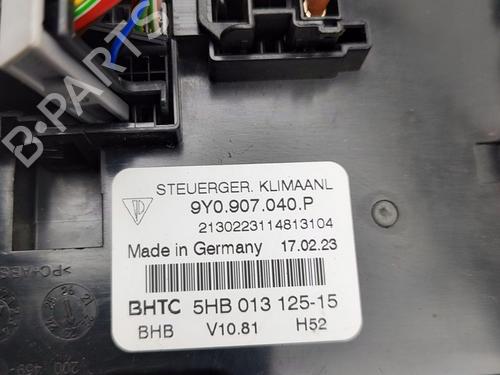 B-PARTS
STEUERGER. KLIMAANL
9Y0.907.040.P
2130223114813104
Made in Germany 17.02.23
BHTC 5HB 013 125-15
BHB V10.81 H52